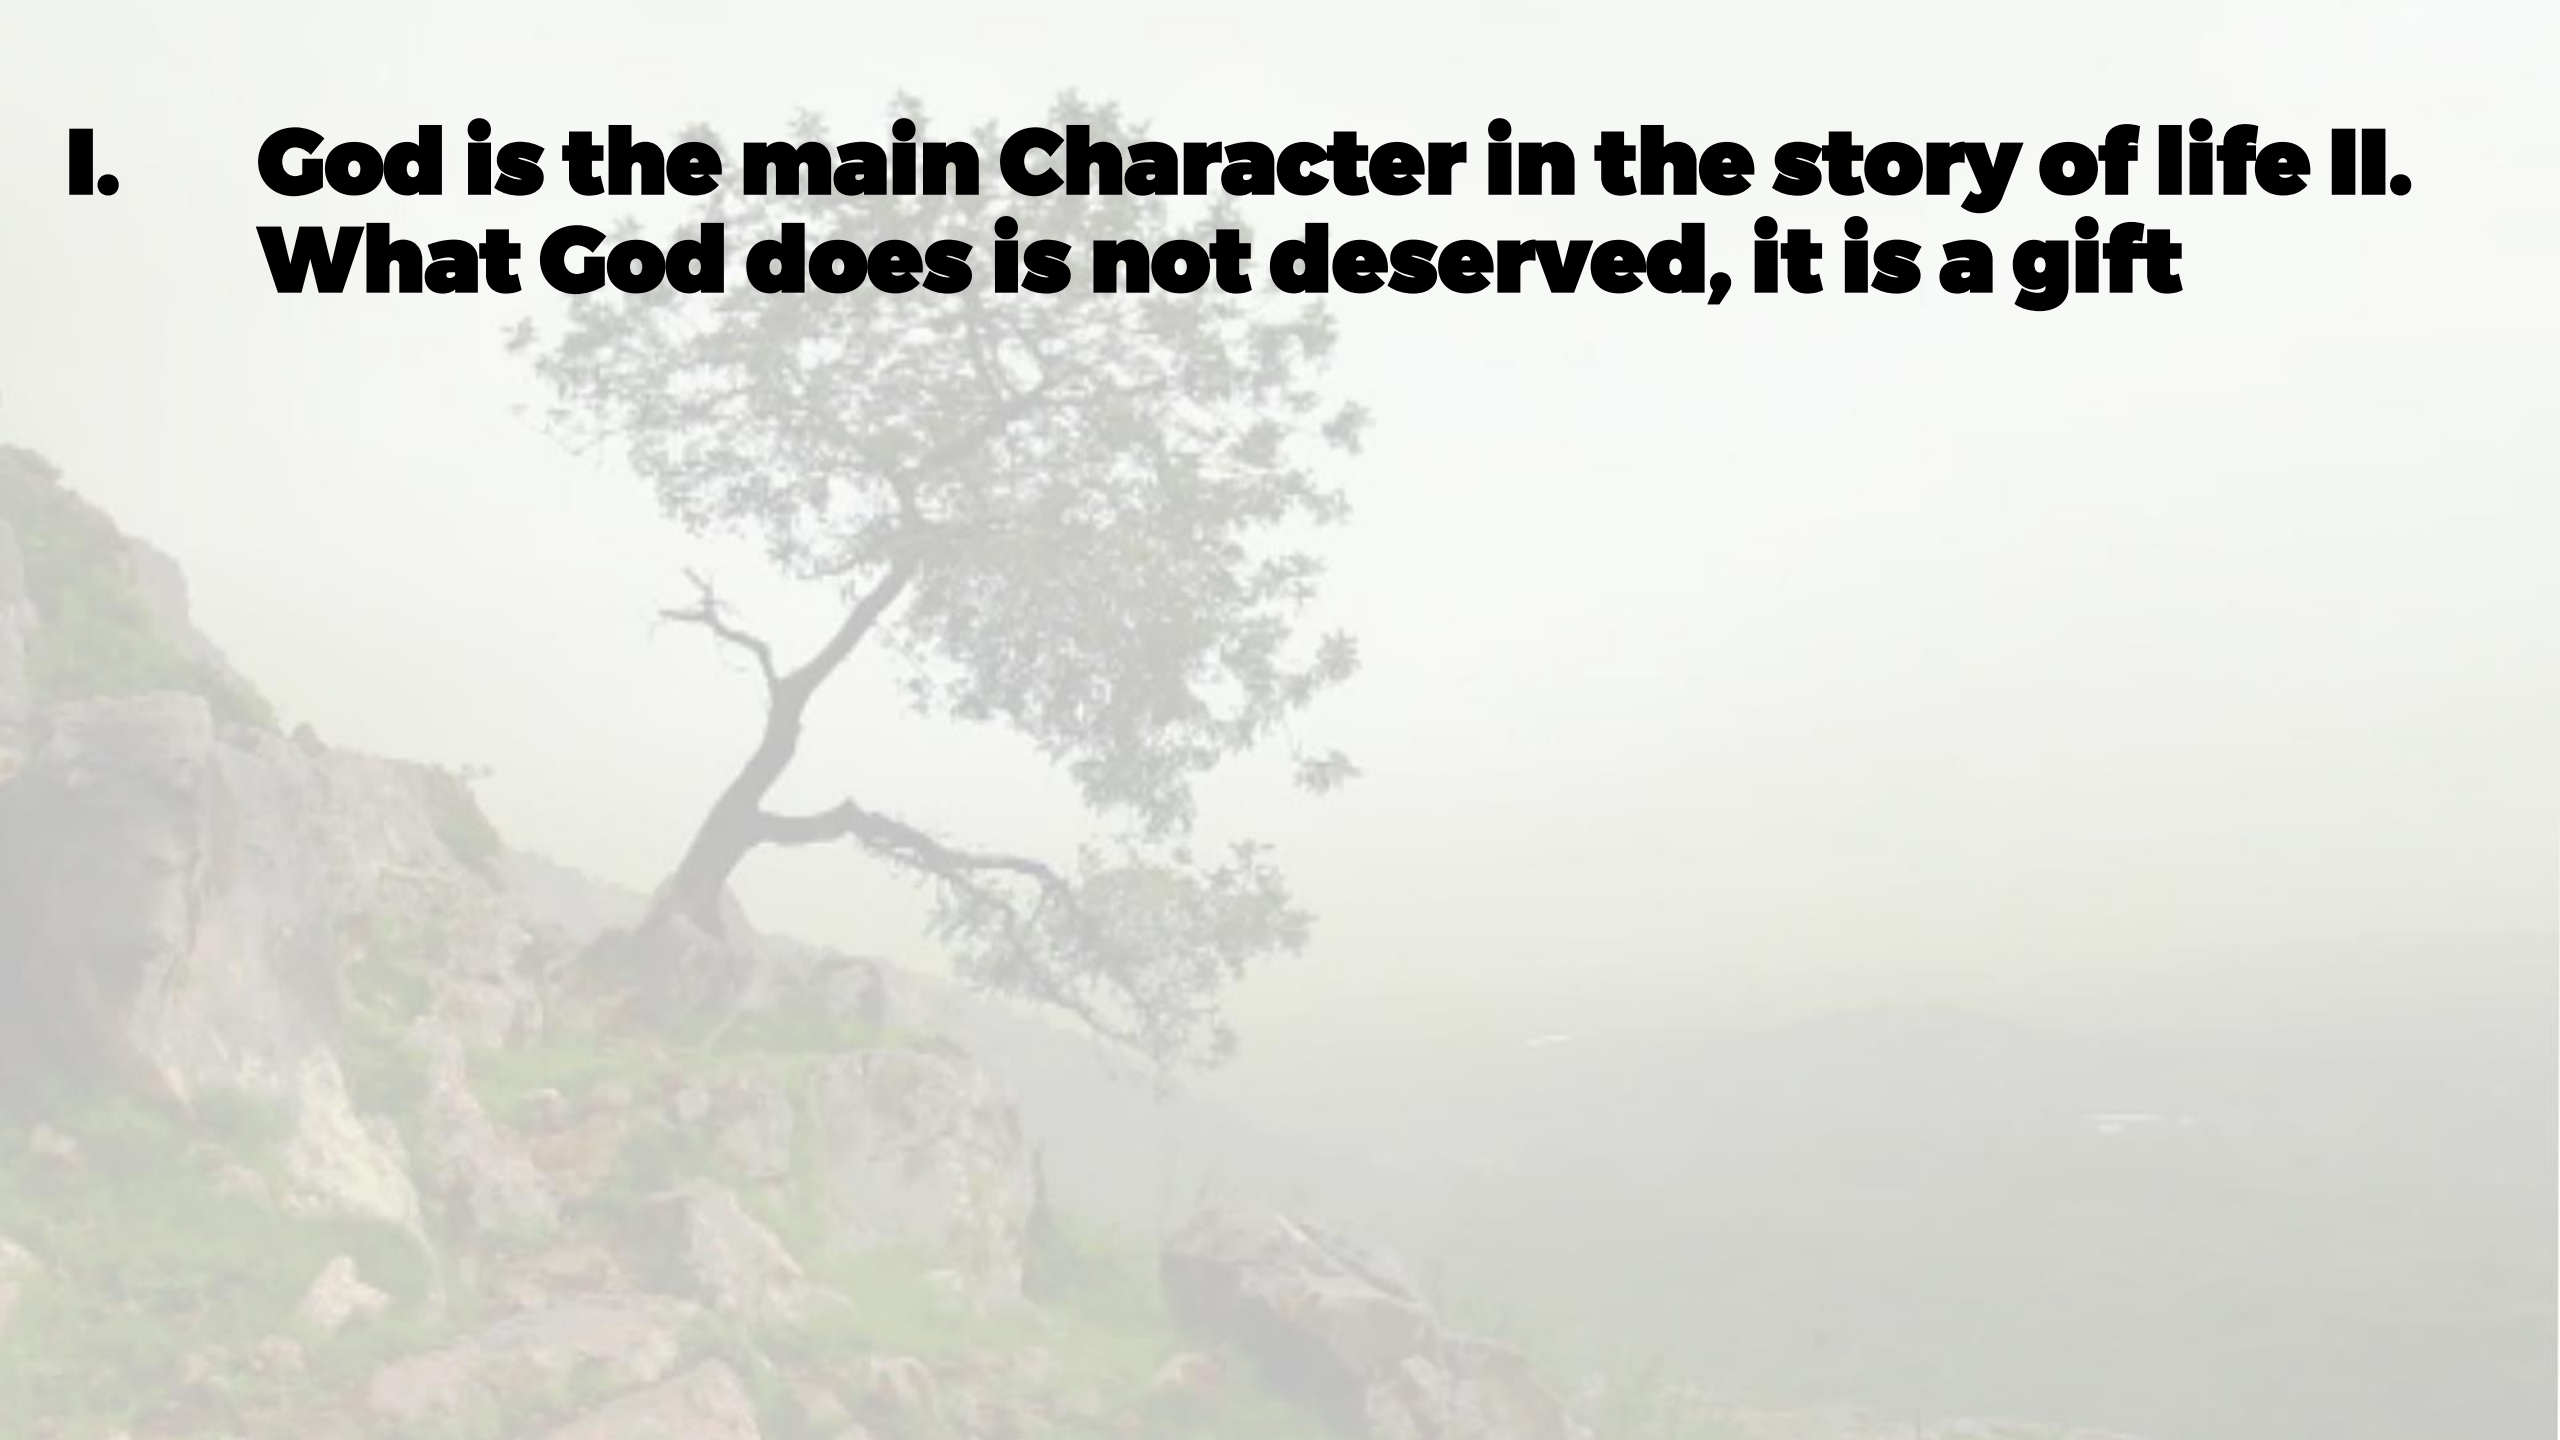 I. God is the main Character in the story of life II.
What God does is not deserved, it is a gift